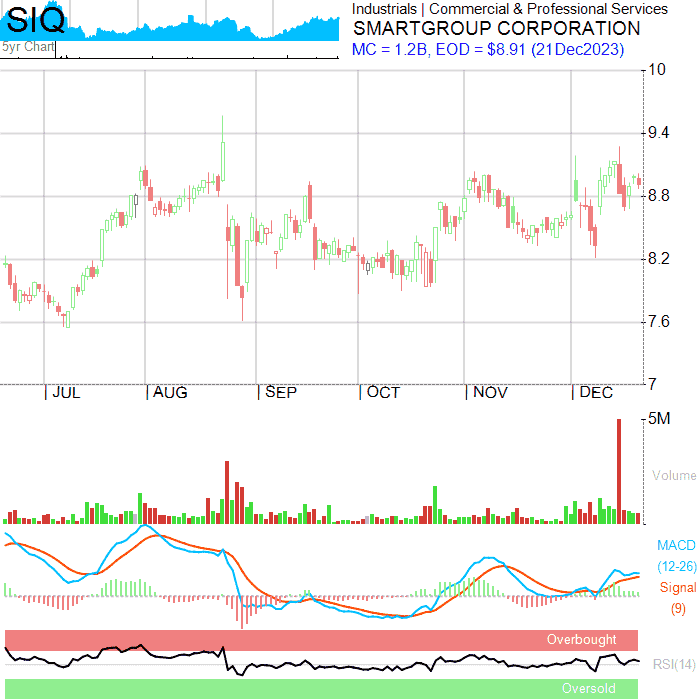 SIQ
5yr Chart
Industrials | Commercial & Professional Services
SMARTGROUP CORPORATION
MC = 1.2B, EOD = $8.91 (21Dec2023)
10
9.4
8.8
8.2
7.6
7
| JUL | AUG | SEP | OCT | NOV | DEC
5M
Volume
MACD
(12-26)
Signal
(9)
Overbought
RSI(14)
Oversold